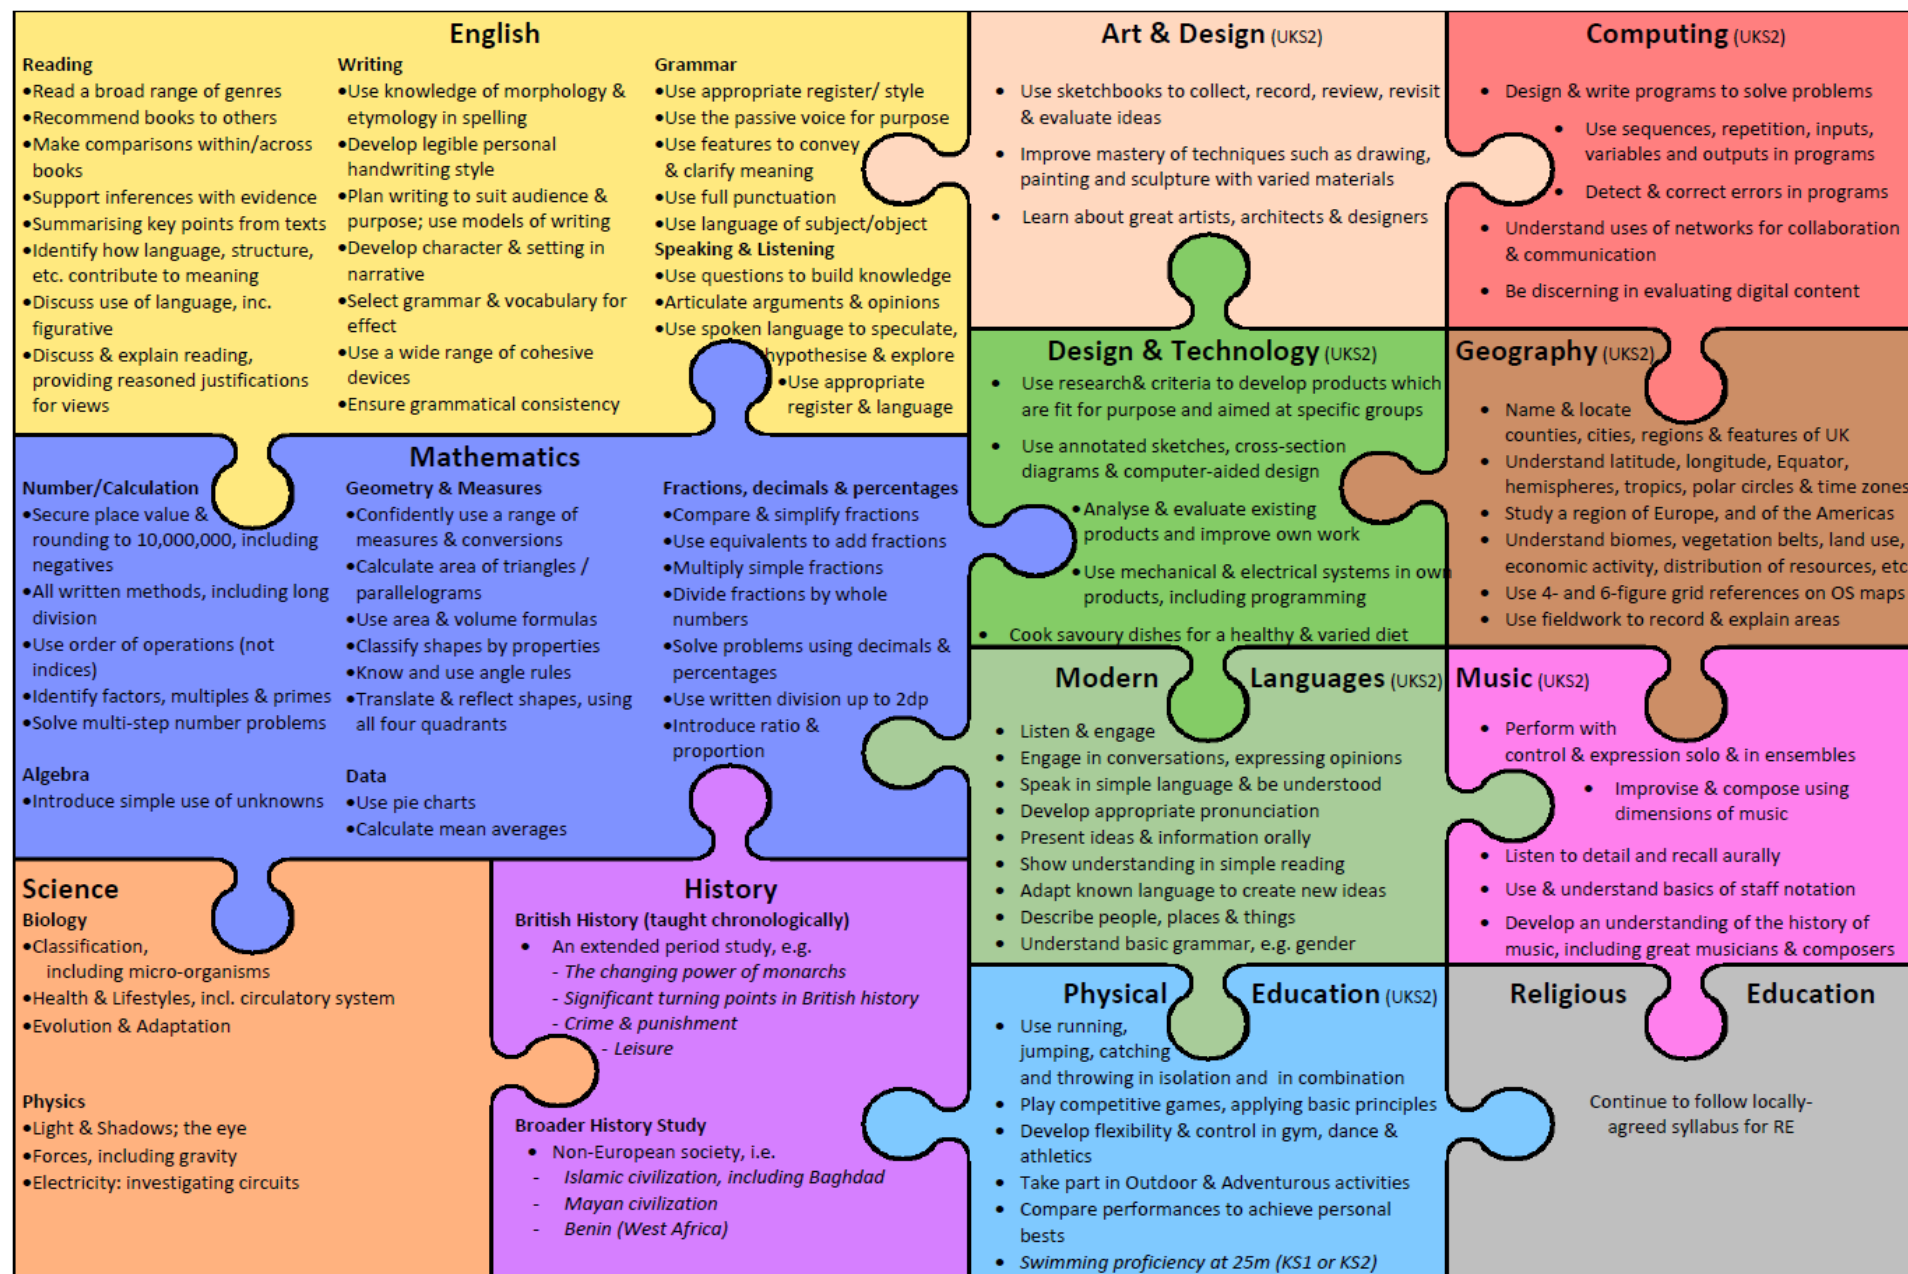 English
Reading
•Read a broad range of genres
•Recommend books to others
•Make comparisons within/across
books
•Support inferences with evidence
•Summarising key points from texts
•Identify how language, structure,
etc. contribute to meaning
•Discuss use of language, inc.
figurative
•Discuss & explain reading,
providing reasoned justifications
for views
Writing
•Use knowledge of morphology &
etymology in spelling
•Develop legible personal
handwriting style
•Plan writing to suit audience &
purpose; use models of writing
•Develop character & setting in
narrative
•Select grammar & vocabulary for
effect
•Use a wide range of cohesive
devices
•Ensure grammatical consistency
Grammar
•Use appropriate register/ style
•Use the passive voice for purpose
•Use features to convey
& clarify meaning
•Use full punctuation
•Use language of subject/object
Speaking & Listening
•Use questions to build knowledge
•Articulate arguments & opinions
•Use spoken language to speculate,
hypothesise & explore
•Use appropriate
register & language
Art & Design (UKS2)
• Use sketchbooks to collect, record, review, revisit
& evaluate ideas
• Improve mastery of techniques such as drawing,
painting and sculpture with varied materials
• Learn about great artists, architects & designers
Computing (UKS2)
• Design & write programs to solve problems
• Use sequences, repetition, inputs,
variables and outputs in programs
• Detect & correct errors in programs
• Understand uses of networks for collaboration
& communication
• Be discerning in evaluating digital content
Mathematics
Number/Calculation
•Secure place value &
rounding to 10,000,000, including
negatives
•All written methods, including long
division
•Use order of operations (not
indices)
•Identify factors, multiples & primes
•Solve multi-step number problems
Algebra
•Introduce simple use of unknowns
Geometry & Measures
•Confidently use a range of
measures & conversions
•Calculate area of triangles /
parallelograms
•Use area & volume formulas
•Classify shapes by properties
•Know and use angle rules
•Translate & reflect shapes, using
all four quadrants
Data
•Use pie charts
•Calculate mean averages
Fractions, decimals & percentages
•Compare & simplify fractions
•Use equivalents to add fractions
•Multiply simple fractions
•Divide fractions by whole
numbers
•Solve problems using decimals &
percentages
•Use written division up to 2dp
•Introduce ratio &
proportion
Design & Technology (UKS2)
• Use research& criteria to develop products which
are fit for purpose and aimed at specific groups
• Use annotated sketches, cross-section
diagrams & computer-aided design
•Analyse & evaluate existing
products and improve own work
•Use mechanical & electrical systems in own
products, including programming
• Cook savoury dishes for a healthy & varied diet
Geography (UKS2)
• Name & locate
counties, cities, regions & features of UK
• Understand latitude, longitude, Equator,
hemispheres, tropics, polar circles & time zones
• Study a region of Europe, and of the Americas
• Understand biomes, vegetation belts, land use,
economic activity, distribution of resources, etc
• Use 4- and 6-figure grid references on OS maps
• Use fieldwork to record & explain areas
Modern Languages (UKS2)
• Listen & engage
• Engage in conversations, expressing opinions
• Speak in simple language & be understood
• Develop appropriate pronunciation
• Present ideas & information orally
• Show understanding in simple reading
• Adapt known language to create new ideas
• Describe people, places & things
• Understand basic grammar, e.g. gender
Music (UKS2)
• Perform with
control & expression solo & in ensembles
• Improvise & compose using
dimensions of music
• Listen to detail and recall aurally
• Use & understand basics of staff notation
• Develop an understanding of the history of
music, including great musicians & composers
Science
Biology
•Classification,
including micro-organisms
•Health & Lifestyles, incl. circulatory system
•Evolution & Adaptation
Physics
•Light & Shadows; the eye
•Forces, including gravity
•Electricity: investigating circuits
History
British History (taught chronologically)
• An extended period study, e.g.
- The changing power of monarchs
- Significant turning points in British history
- Crime & punishment
- Leisure
Broader History Study
• Non-European society, i.e.
- Islamic civilization, including Baghdad
- Mayan civilization
- Benin (West Africa)
Physical Education (UKS2)
• Use running,
jumping, catching
and throwing in isolation and in combination
• Play competitive games, applying basic principles
• Develop flexibility & control in gym, dance &
athletics
• Take part in Outdoor & Adventurous activities
• Compare performances to achieve personal
bests
• Swimming proficiency at 25m (KS1 or KS2)
Religious Education
Continue to follow locally-
agreed syllabus for RE